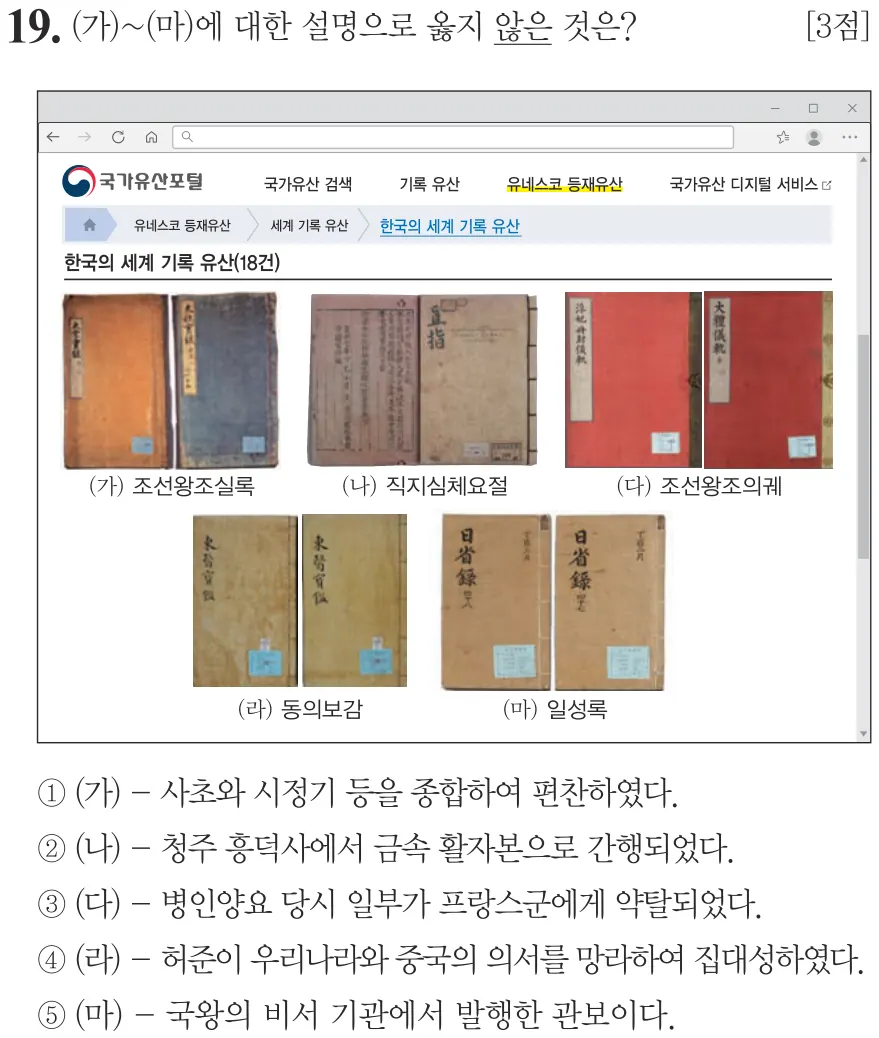 19. (가)~(마)에 대한 설명으로 옳지 않은 것은? [3점]
국가유산포털 국가유산 검색 기록 유산 유네스코 등재유산 국가유산 디지털 서비스
유네스코 등재유산 세계 기록 유산 한국의 세계 기록 유산
한국의 세계 기록 유산(18건)
直指
大禮儀軌
(가) 조선왕조실록 (나) 직지심체요절 (다) 조선왕조의궤
東醫寶鑑 東醫寶鑑 日省錄 日省錄
(라) 동의보감 (마) 일성록
① (가) - 사초와 시정기 등을 종합하여 편찬하였다.
② (나) - 청주 흥덕사에서 금속 활자본으로 간행되었다.
③ (다) - 병인양요 당시 일부가 프랑스군에게 약탈되었다.
④ (라) - 허준이 우리나라와 중국의 의서를 망라하여 집대성하였다.
⑤ (마) - 국왕의 비서 기관에서 발행한 관보이다.